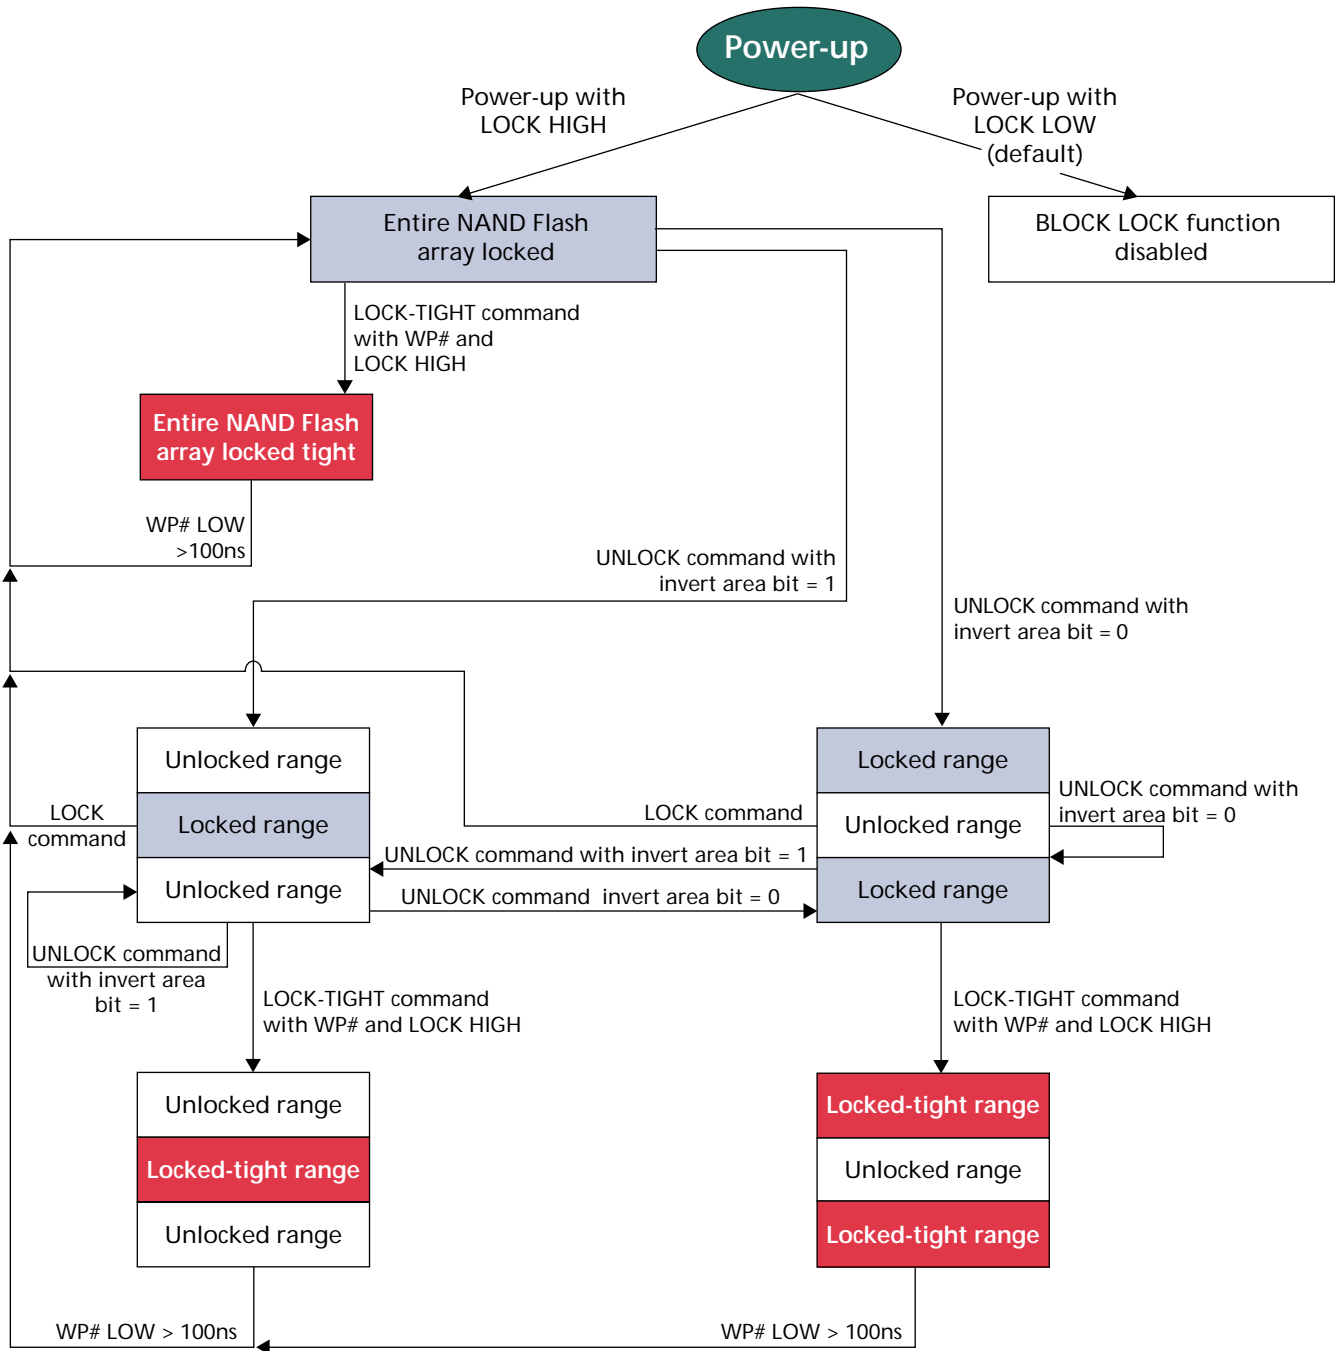 Power-up
Power-up with
LOCK HIGH
Power-up with
LOCK LOW
(default)
Entire NAND Flash
array locked
BLOCK LOCK function
disabled
LOCK-TIGHT command
with WP# and
LOCK HIGH
Entire NAND Flash
array locked tight
WP# LOW
>100ns
UNLOCK command with
invert area bit = 1
UNLOCK command with
invert area bit = 0
Unlocked range
Locked range
Unlocked range
LOCK
command
LOCK command
Locked range
Unlocked range
Locked range
UNLOCK command with
invert area bit = 0
UNLOCK command with invert area bit = 1
UNLOCK command  invert area bit = 0
UNLOCK command
with invert area
bit = 1
LOCK-TIGHT command
with WP# and LOCK HIGH
LOCK-TIGHT command
with WP# and LOCK HIGH
Unlocked range
Locked-tight range
Unlocked range
Locked-tight range
Unlocked range
Locked-tight range
WP# LOW > 100ns
WP# LOW > 100ns